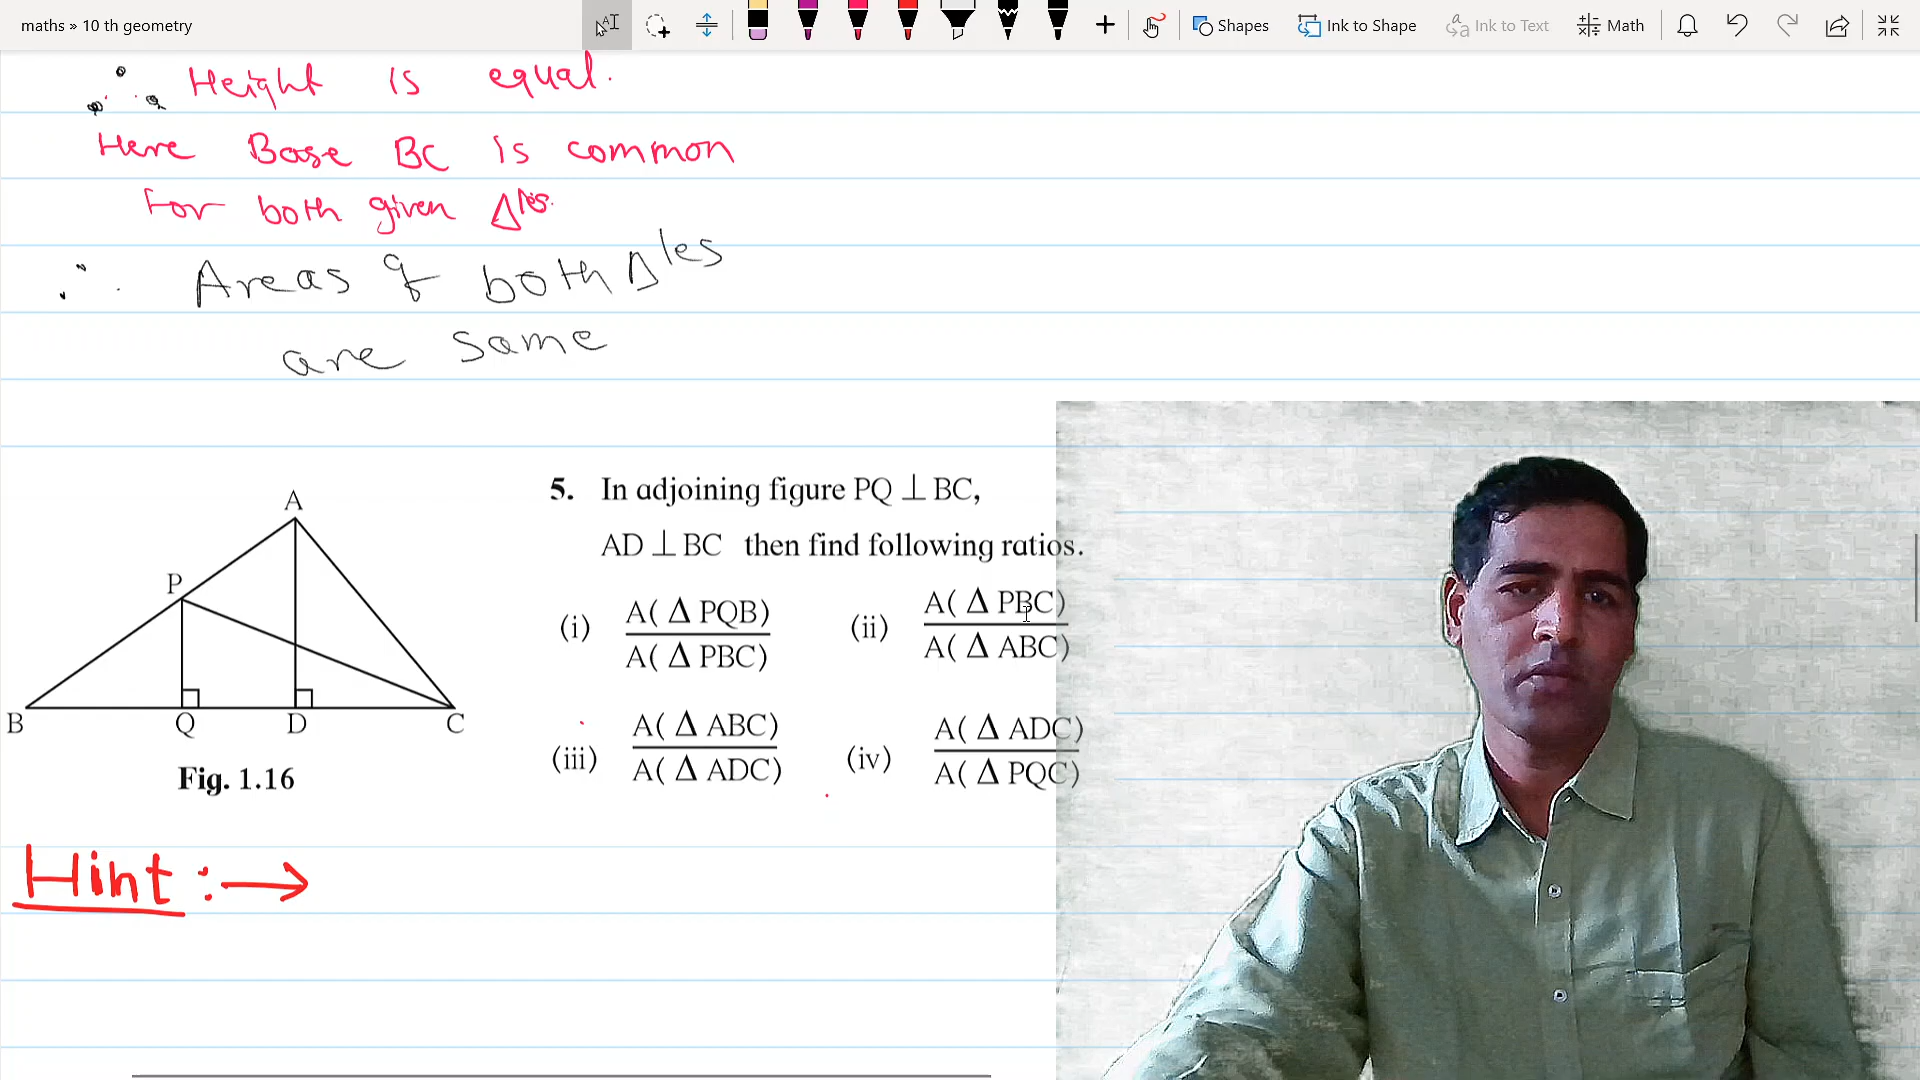 maths » 10 th geometry
Shapes
Ink to Shape
Ink to Text
Math
∴ Height is equal.
Here Base BC is common
For both given Δles.
∴ Areas of both Δles
are same
5. In adjoining figure PQ ⊥ BC,
AD ⊥ BC then find following ratios.
(i) A( Δ PQB) / A( Δ PBC)
(ii) A( Δ PBC) / A( Δ ABC)
(iii) A( Δ ABC) / A( Δ ADC)
(iv) A( Δ ADC) / A( Δ PQC)
A
P
B
Q
D
C
Fig. 1.16
Hint :→